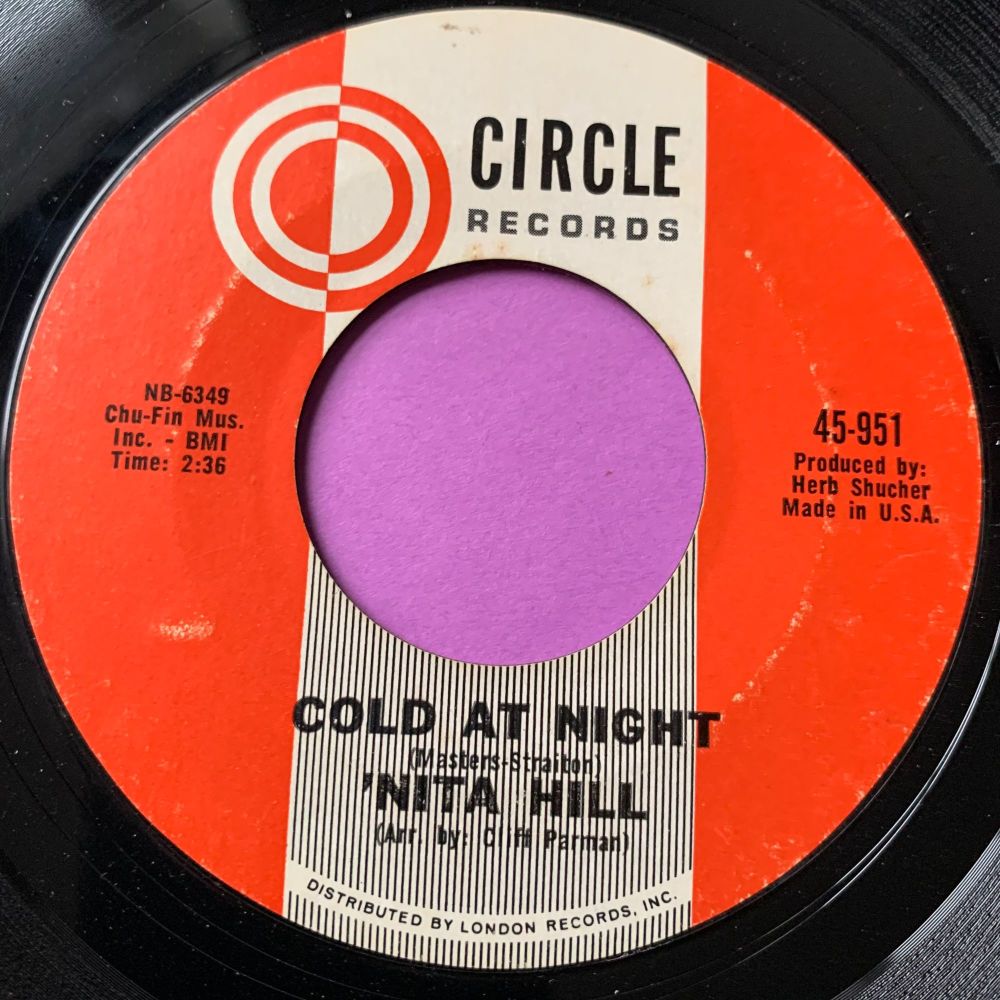 CIRCLE
RECORDS
NB-6349
Chu-Fin Mus.
Inc. - BMI
Time: 2:36
45-951
Produced by:
Herb Shucher
Made in U.S.A.
COLD AT NIGHT
(Masters-Straitor)
'NITA HILL
(Arr. by: Cliff Parman)
DISTRIBUTED BY LONDON RECORDS, INC.